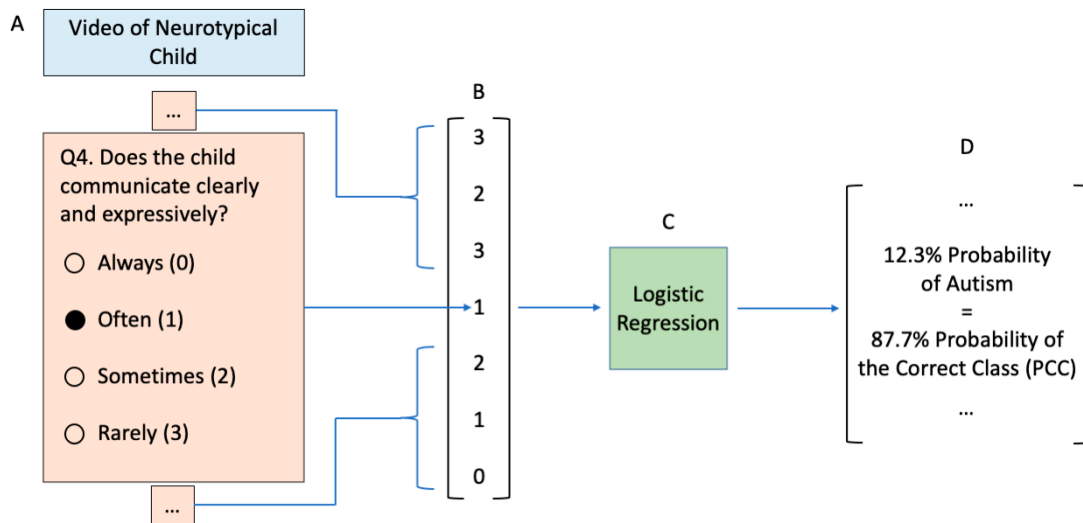 A
Video of Neurotypical
Child
...
Q4. Does the child
communicate clearly
and expressively?
Always (0)
Often (1)
Sometimes (2)
Rarely (3)
...
B
3
2
3
1
2
1
0
C
Logistic
Regression
D
...
12.3% Probability
of Autism
=
87.7% Probability of
the Correct Class (PCC)
...